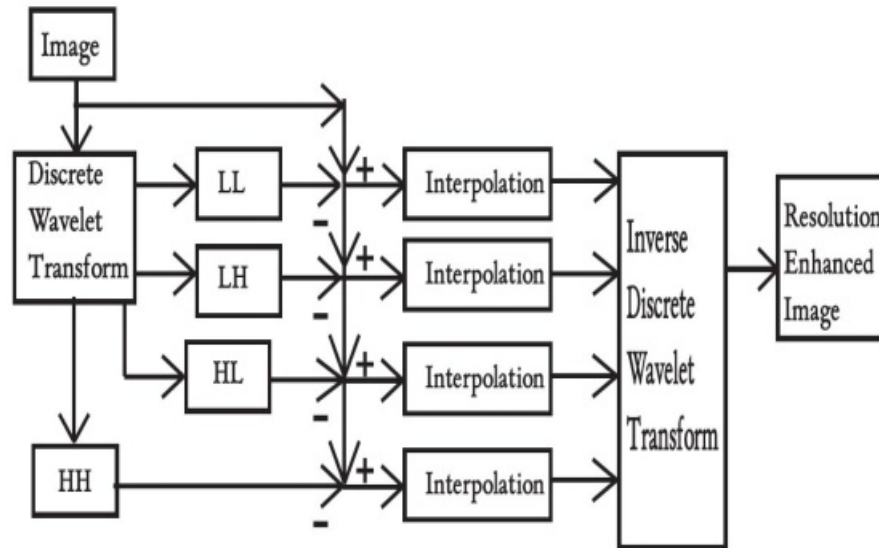 Image
Discrete
Wavelet
Transform
LL
LH
HL
HH
+
-
+
-
+
-
+
-
Interpolation
Interpolation
Interpolation
Interpolation
Inverse
Discrete
Wavelet
Transform
Resolution
Enhanced
Image